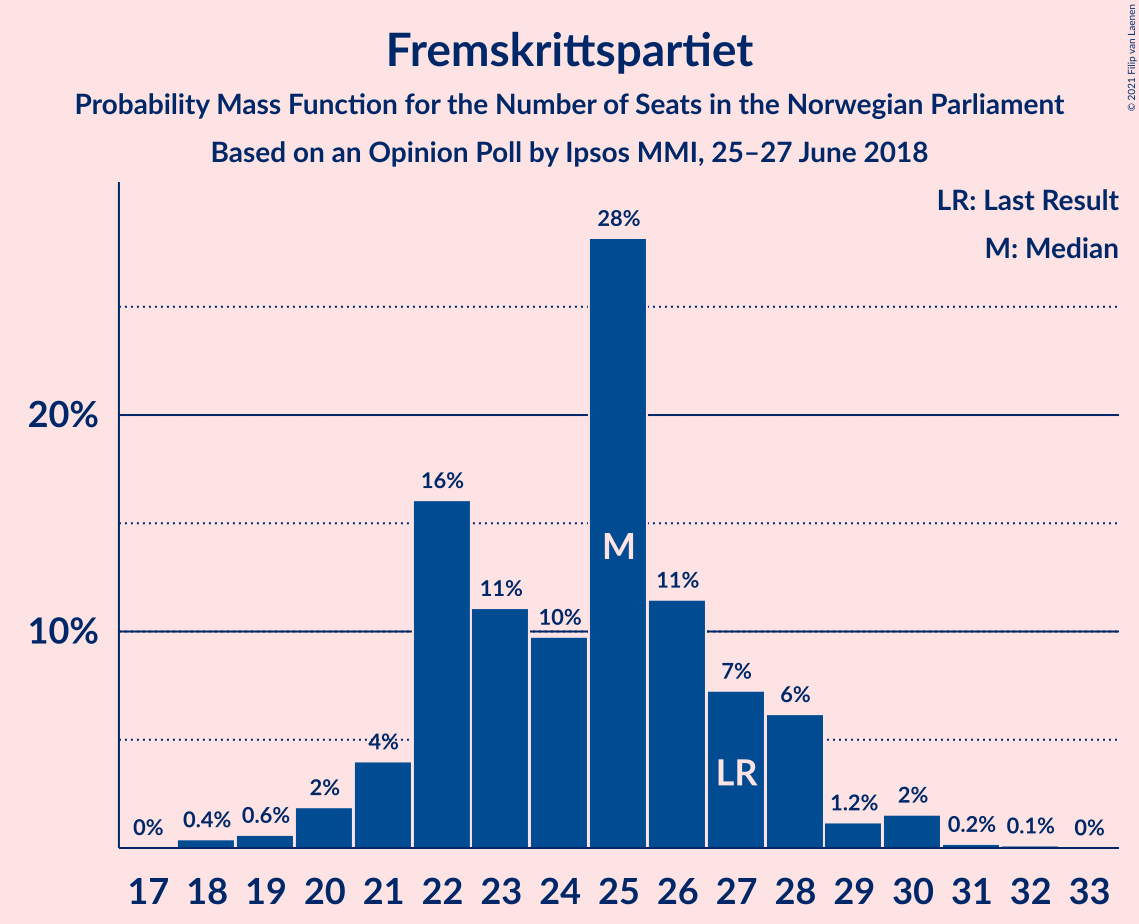 Fremskrittspartiet
Probability Mass Function for the Number of Seats in the Norwegian Parliament
Based on an Opinion Poll by Ipsos MMI, 25–27 June 2018
© 2021 Filip van Laenen
LR: Last Result
M: Median
20%
10%
0% 0.4% 0.6% 2% 4% 16% 11% 10% 28% 11% 7% 6% 1.2% 2% 0.2% 0.1% 0%
M
LR
17 18 19 20 21 22 23 24 25 26 27 28 29 30 31 32 33